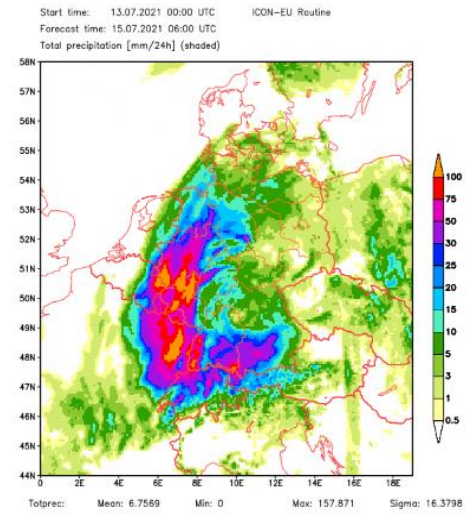 Start time: 13.07.2021 00:00 UTC ICON-EU Routine
Forecast time: 15.07.2021 06:00 UTC
Total precipitation [mm/24h] (shaded)
58N
57N
56N
55N
54N
53N
52N
51N
50N
49N
48N
47N
46N
45N
44N
0 2E 4E 6E 8E 10E 12E 14E 16E 18E
100
75
50
30
25
20
15
10
5
3
1
0.5
Totprec: Mean: 6.7569 Min: 0 Max: 157.871 Sigma: 16.3798